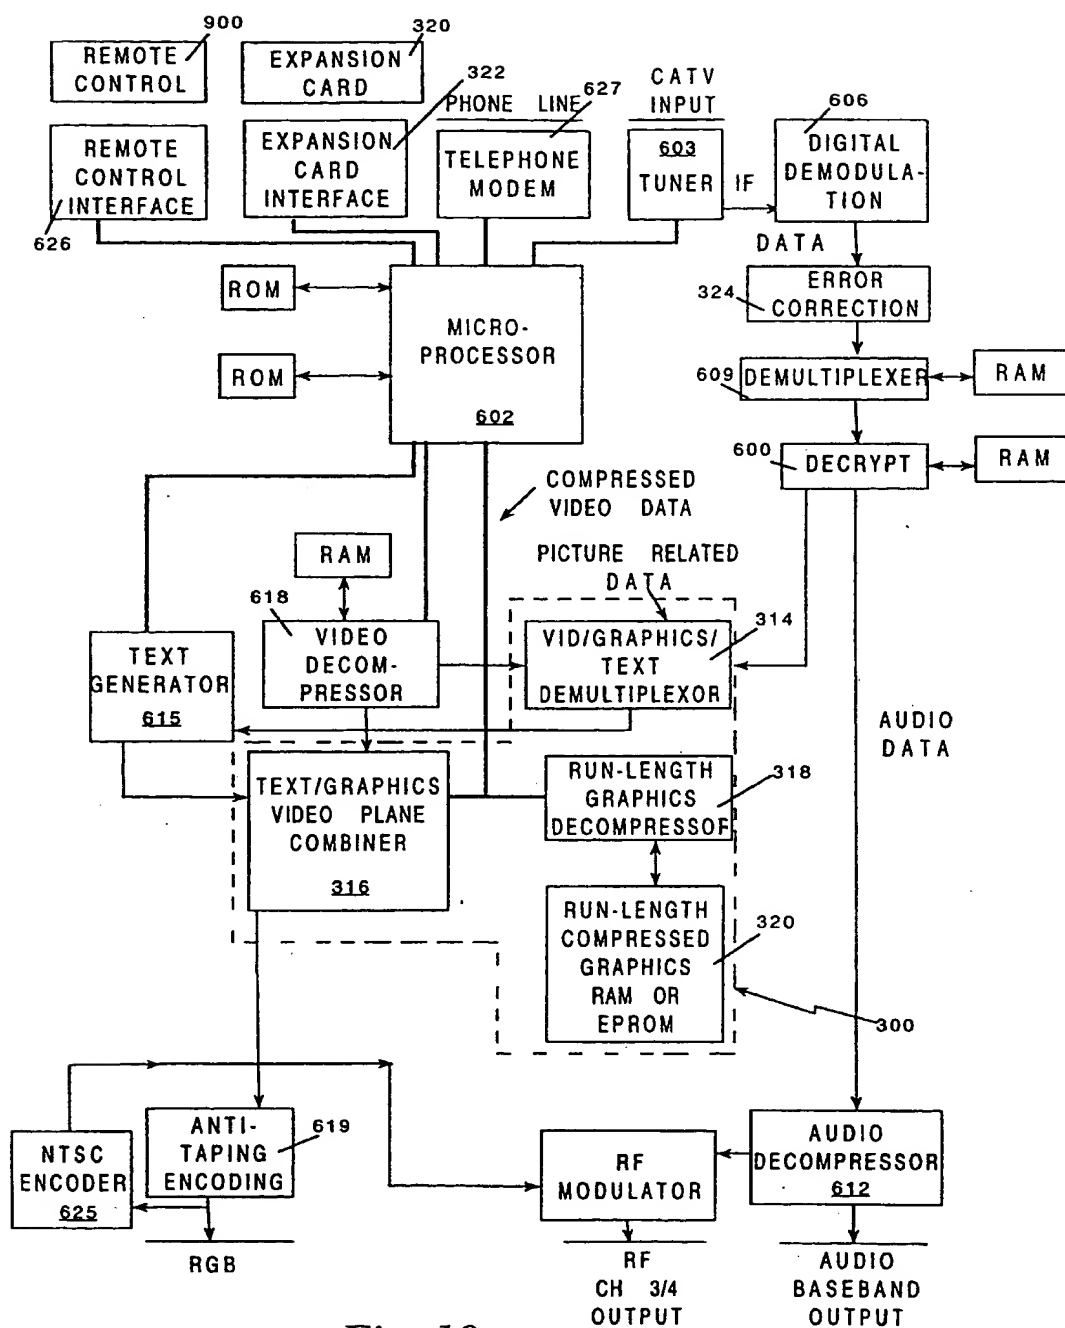 900
REMOTE
CONTROL
320
EXPANSION
CARD
322
PHONE LINE
627
CATV
INPUT
606
REMOTE
CONTROL
INTERFACE
626
EXPANSION
CARD
INTERFACE
TELEPHONE
MODEM
603
TUNER
IF
DIGITAL
DEMODULA-
TION
DATA
ROM
MICRO-
PROCESSOR
602
324
ERROR
CORRECTION
ROM
609
DEMULTIPLEXER
RAM
600
DECRYPT
RAM
COMPRESSED
VIDEO DATA
RAM
PICTURE RELATED
DATA
618
VIDEO
DECOM-
PRESSOR
VID/GRAPHICS/
TEXT
DEMULTIPLEXOR
314
TEXT
GENERATOR
615
AUDIO
DATA
TEXT/GRAPHICS
VIDEO PLANE
COMBINER
316
RUN-LENGTH
GRAPHICS
DECOMPRESSOF
318
RUN-LENGTH
COMPRESSED
GRAPHICS
RAM OR
EPROM
320
300
NTSC
ENCODER
625
ANTI-
TAPING
ENCODING
619
RF
MODULATOR
AUDIO
DECOMPRESSOR
612
RGB
RF
CH 3/4
OUTPUT
AUDIO
BASEBAND
OUTPUT